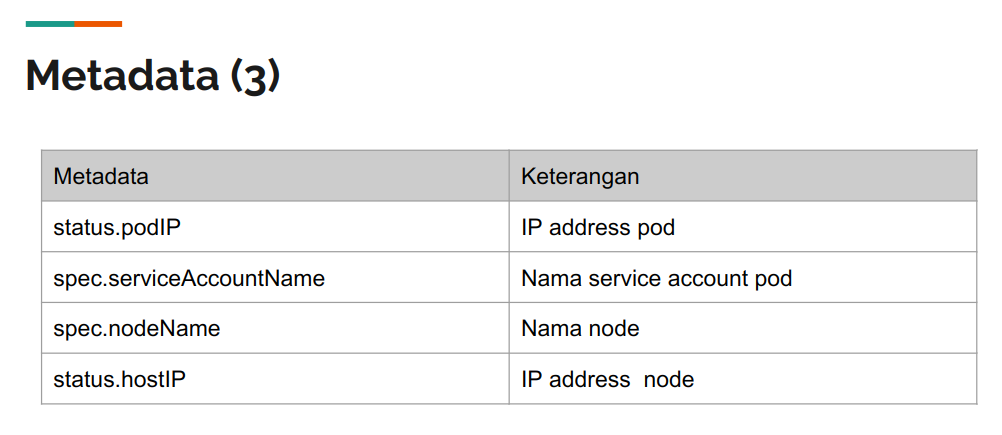 Metadata (3)
Metadata Keterangan
status.podIP IP address pod
spec.serviceAccountName Nama service account pod
spec.nodeName Nama node
status.hostIP IP address  node